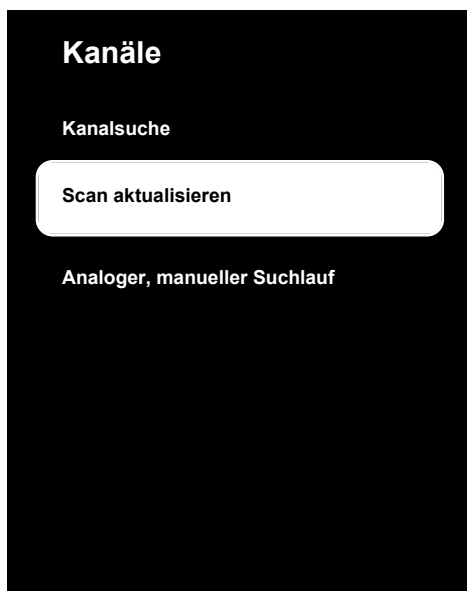 Kanäle
Kanalsuche
Scan aktualisieren
Analoger, manueller Suchlauf